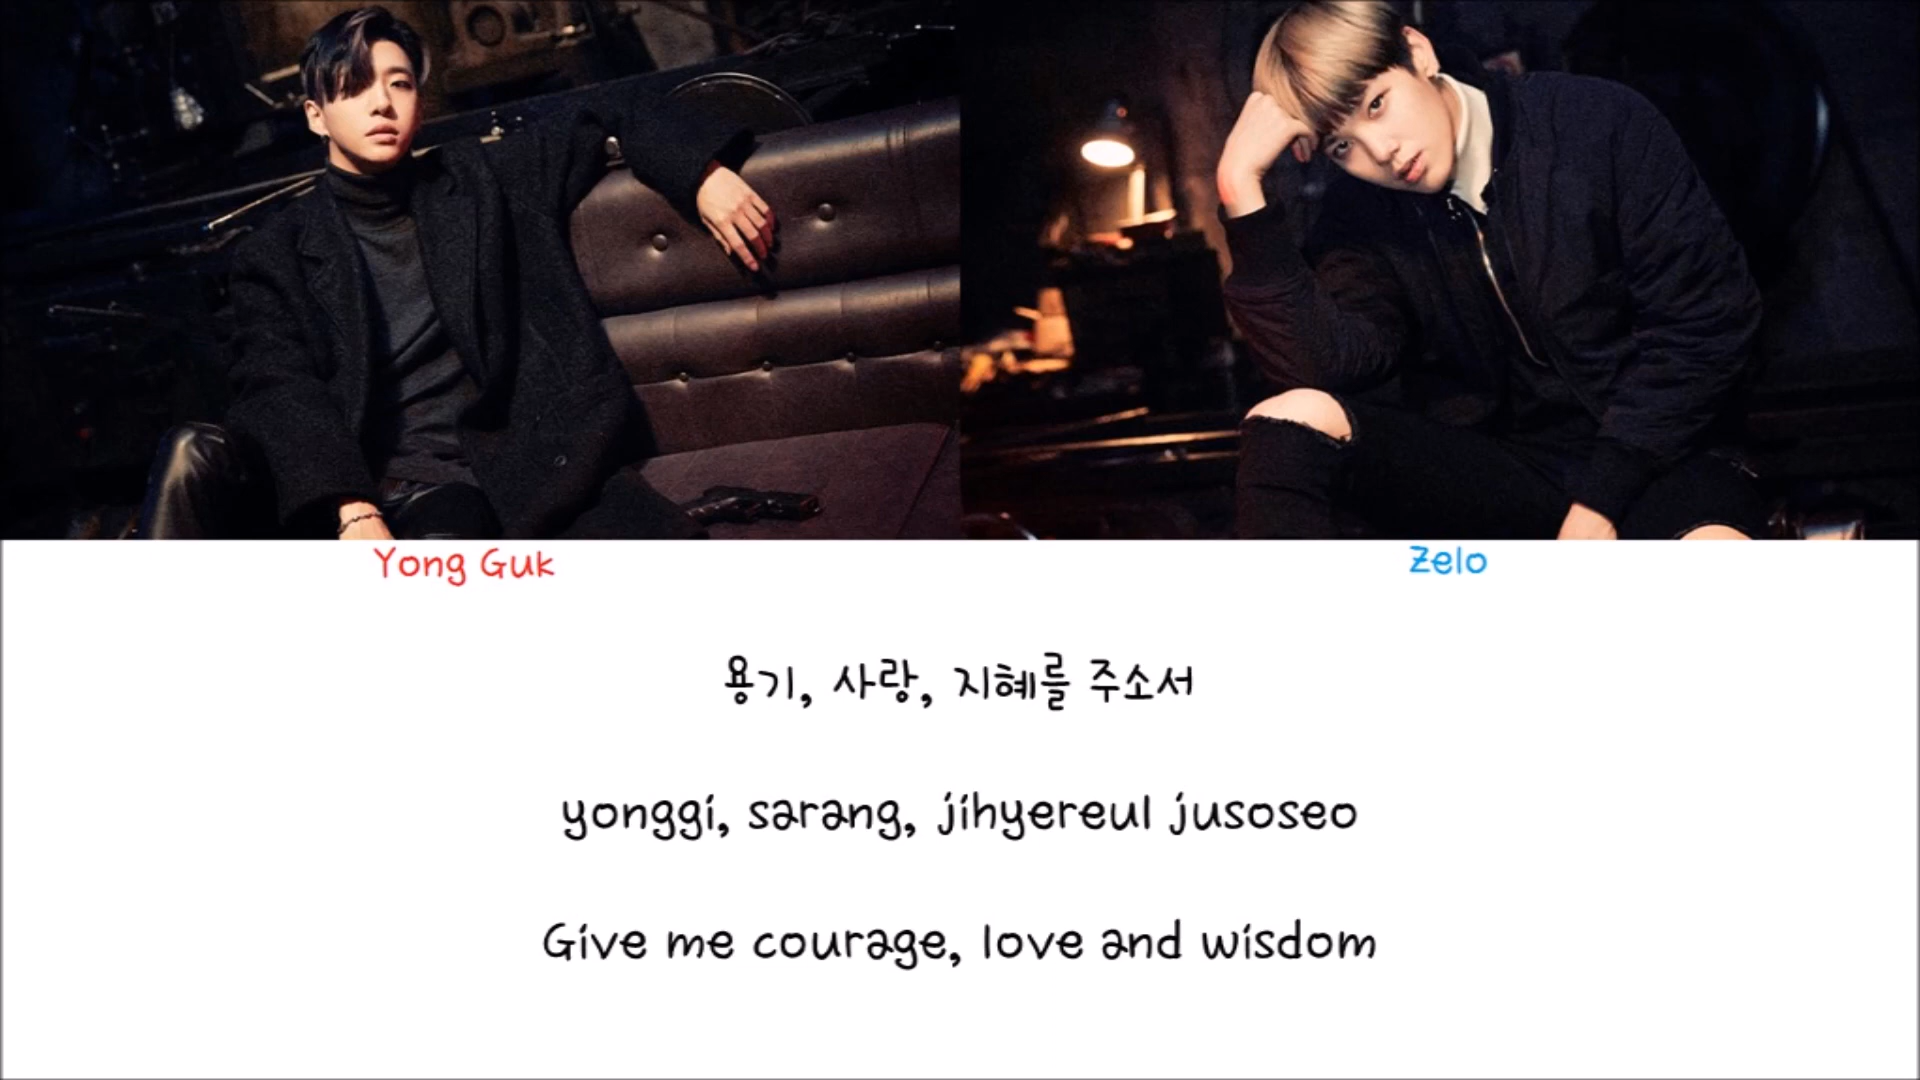 Yong Guk
Zelo
용기, 사랑, 지혜를 주소서
yonggi, sarang, jihyereul jusoseo
Give me courage, love and wisdom